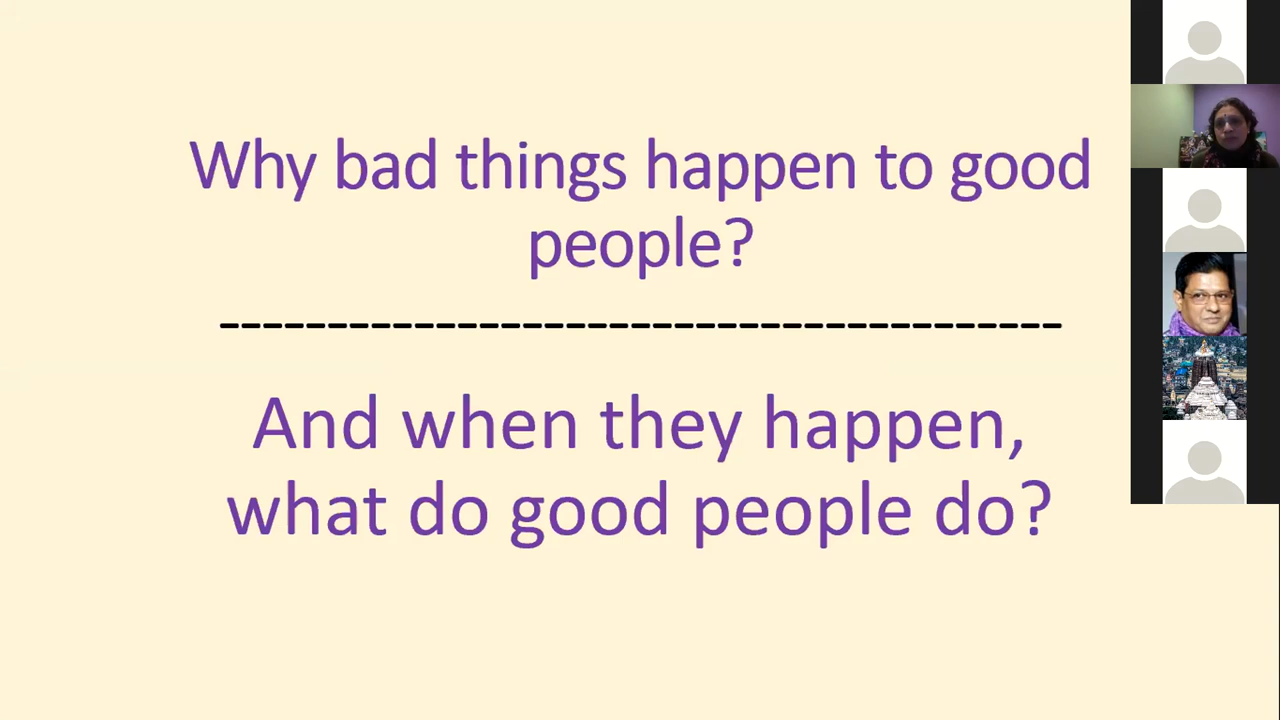 Why bad things happen to good
people?
---------------------------------------
And when they happen,
what do good people do?